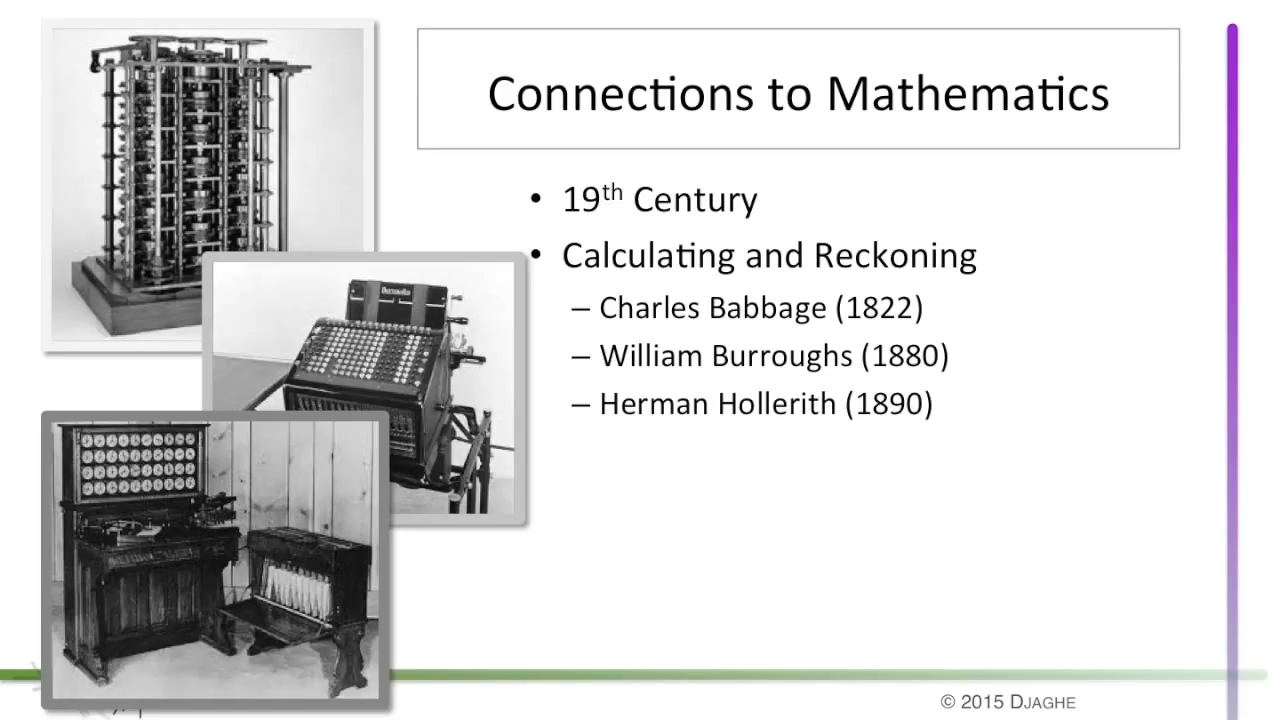 Connections to Mathematics
• 19th Century
• Calculating and Reckoning
– Charles Babbage (1822)
– William Burroughs (1880)
– Herman Hollerith (1890)
Burroughs
© 2015 DJAGHE